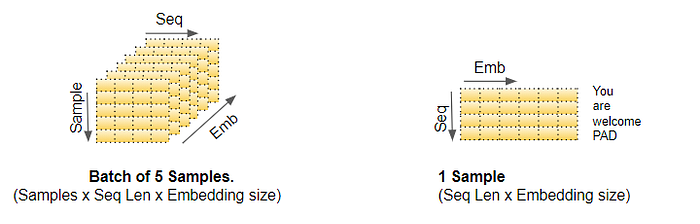 Seq
Sample
Emb
Batch of 5 Samples.
(Samples x Seq Len x Embedding size)
Emb
Seq
You
are
welcome
PAD
1 Sample
(Seq Len x Embedding size)